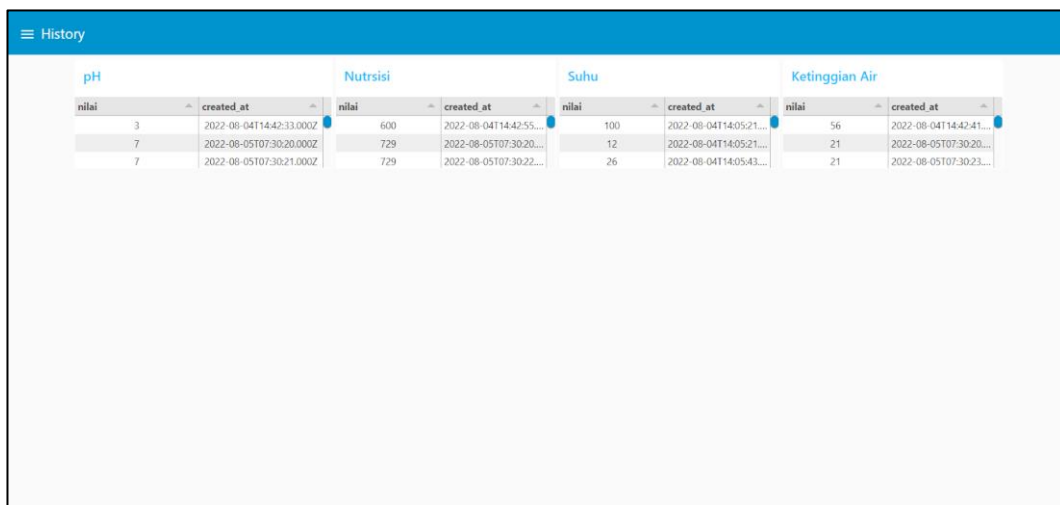 History
pH Nutrsisi Suhu Ketinggian Air
nilai created_at nilai created_at nilai created_at nilai created_at
3 2022-08-04T14:42:33.000Z 600 2022-08-04T14:42:55.... 100 2022-08-04T14:05:21.... 56 2022-08-04T14:42:41....
7 2022-08-05T07:30:20.000Z 729 2022-08-05T07:30:20.... 12 2022-08-04T14:05:21.... 21 2022-08-05T07:30:20....
7 2022-08-05T07:30:21.000Z 729 2022-08-05T07:30:22.... 26 2022-08-04T14:05:43.... 21 2022-08-05T07:30:23....